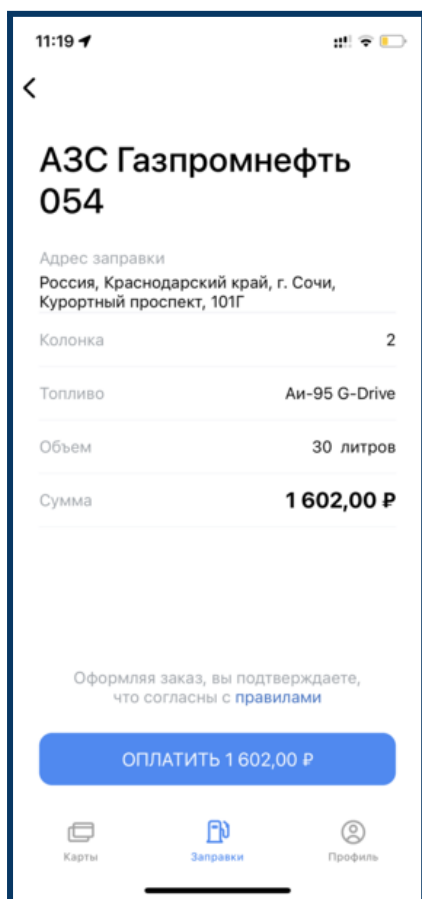 11:19
АЗС Газпромнефть
054
Адрес заправки
Россия, Краснодарский край, г. Сочи,
Курортный проспект, 101Г
Колонка 2
Топливо Аи-95 G-Drive
Объем 30 литров
Сумма 1 602,00 ₽
Оформляя заказ, вы подтверждаете,
что согласны с правилами
ОПЛАТИТЬ 1 602,00 ₽
Карты Заправки Профиль